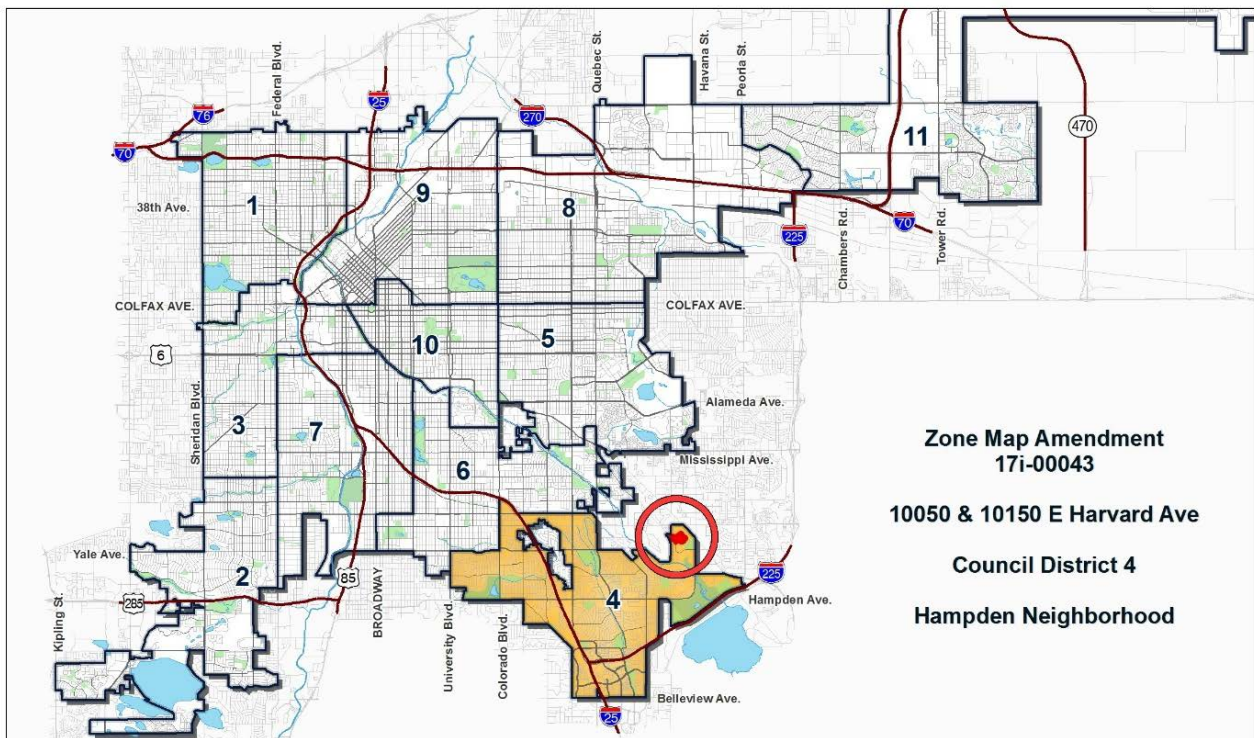 Federal Blvd.
25
Quebec St.
Havana St.
Peoria St.
76
270
70
11
470
38th Ave.
1
9
8
225
Chambers Rd.
70
Tower Rd.
COLFAX AVE.
COLFAX AVE.
6
10
5
Sheridan Blvd.
3
7
Alameda Ave.
6
Mississippi Ave.
Zone Map Amendment
17i-00043
10050 & 10150 E Harvard Ave
Council District 4
Hampden Neighborhood
Yale Ave.
2
85
285
Kipling St.
BROADWAY
University Blvd.
Colorado Blvd.
4
225
Hampden Ave.
Belleview Ave.
25